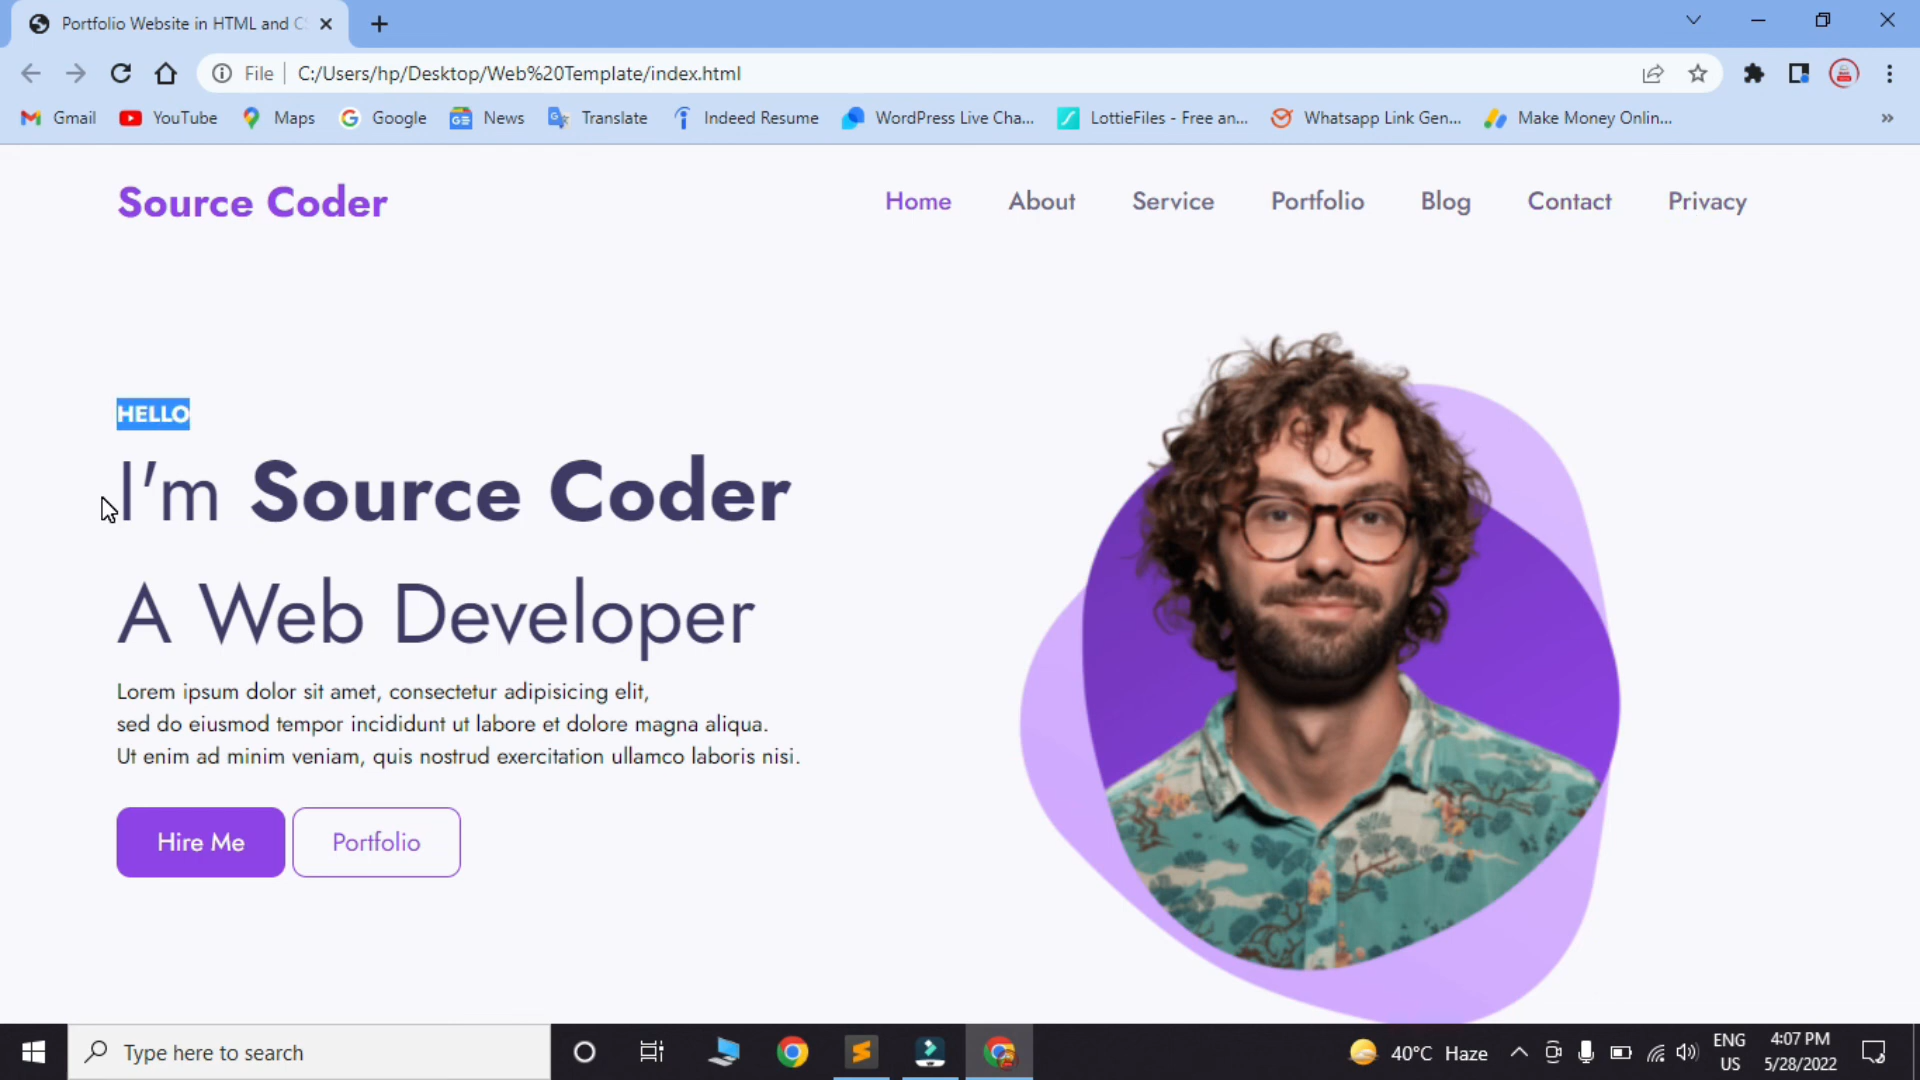 Portfolio Website in HTML and C
File C:/Users/hp/Desktop/Web%20Template/index.html
Gmail YouTube Maps Google News Translate Indeed Resume WordPress Live Cha... LottieFiles - Free an... Whatsapp Link Gen... Make Money Onlin...
Source Coder
Home About Service Portfolio Blog Contact Privacy
HELLO
I'm Source Coder
A Web Developer
Lorem ipsum dolor sit amet, consectetur adipisicing elit,
sed do eiusmod tempor incididunt ut labore et dolore magna aliqua.
Ut enim ad minim veniam, quis nostrud exercitation ullamco laboris nisi.
Hire Me Portfolio
Type here to search
40°C Haze
ENG
US
4:07 PM
5/28/2022